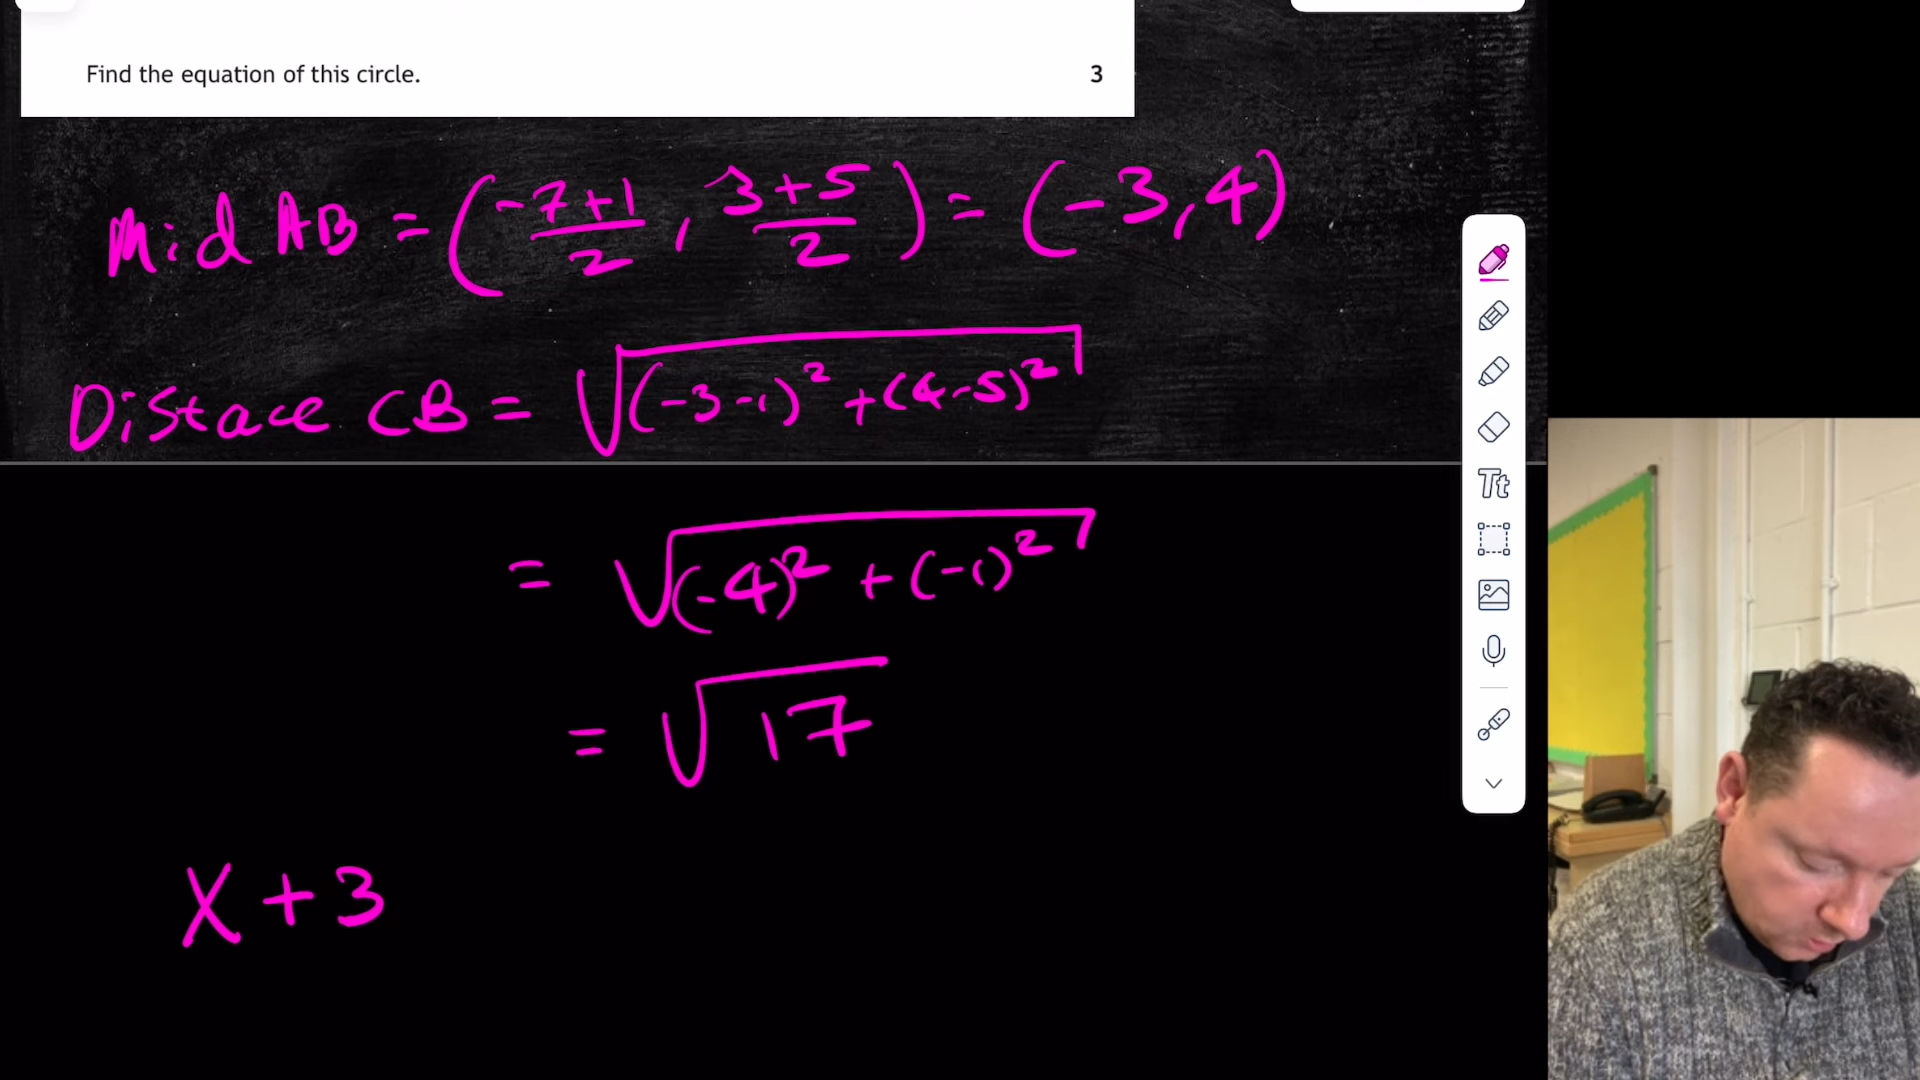 Find the equation of this circle. 3
Mid AB = (-7+1/2, 3+5/2) = (-3,4)
Distace CB = √(-3-1)² + (4-5)²
= √(-4)² + (-1)²
= √17
Tt
X + 3